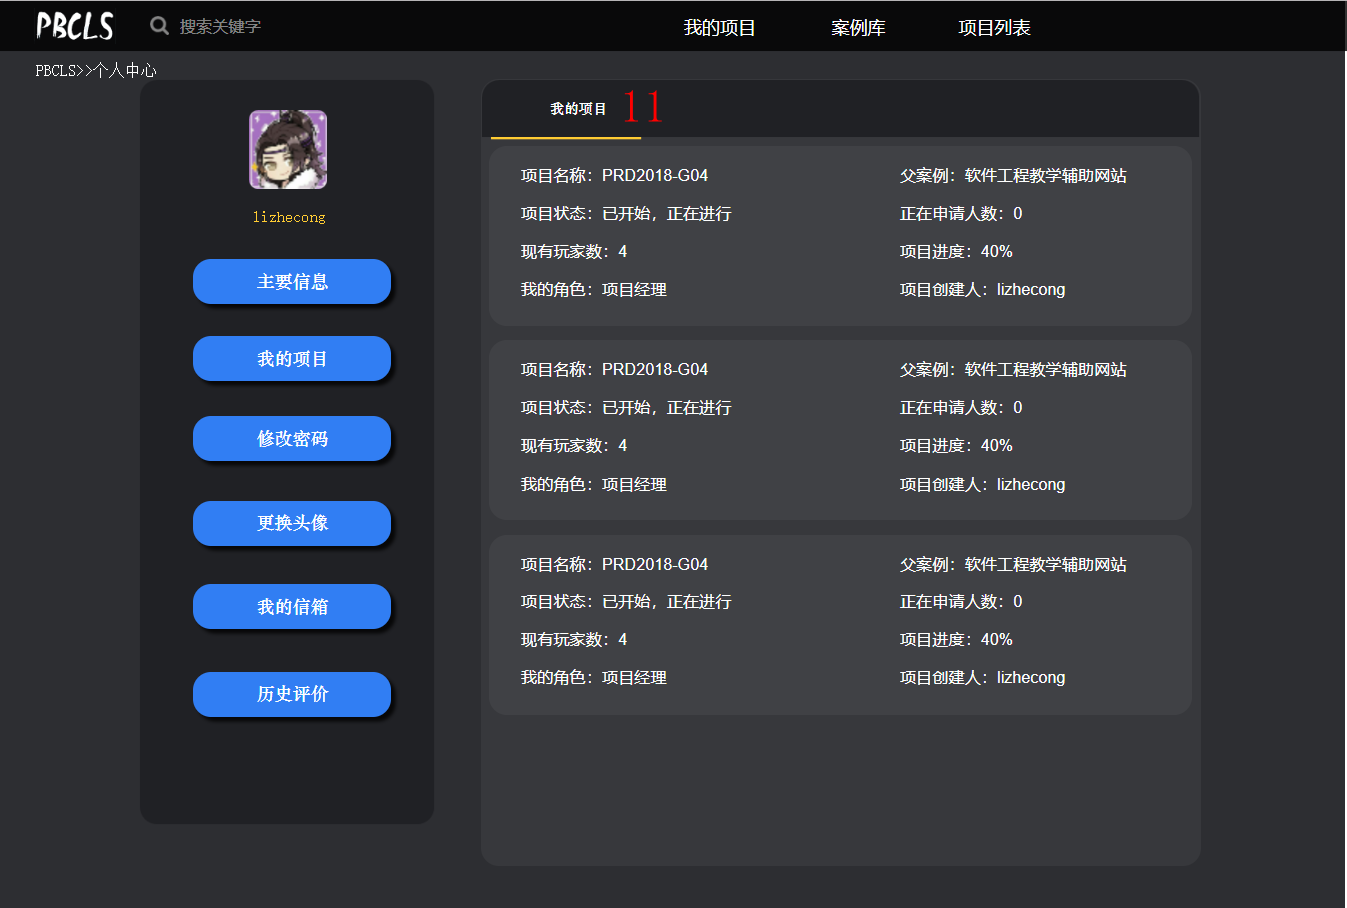 PBCLS 搜索关键字 我的项目 案例库 项目列表
PBCLS>>个人中心
lizhecong
主要信息
我的项目
修改密码
更换头像
我的信箱
历史评价
我的项目 11
项目名称：PRD2018-G04 父案例：软件工程教学辅助网站
项目状态：已开始，正在进行 正在申请人数：0
现有玩家数：4 项目进度：40%
我的角色：项目经理 项目创建人：lizhecong
项目名称：PRD2018-G04 父案例：软件工程教学辅助网站
项目状态：已开始，正在进行 正在申请人数：0
现有玩家数：4 项目进度：40%
我的角色：项目经理 项目创建人：lizhecong
项目名称：PRD2018-G04 父案例：软件工程教学辅助网站
项目状态：已开始，正在进行 正在申请人数：0
现有玩家数：4 项目进度：40%
我的角色：项目经理 项目创建人：lizhecong